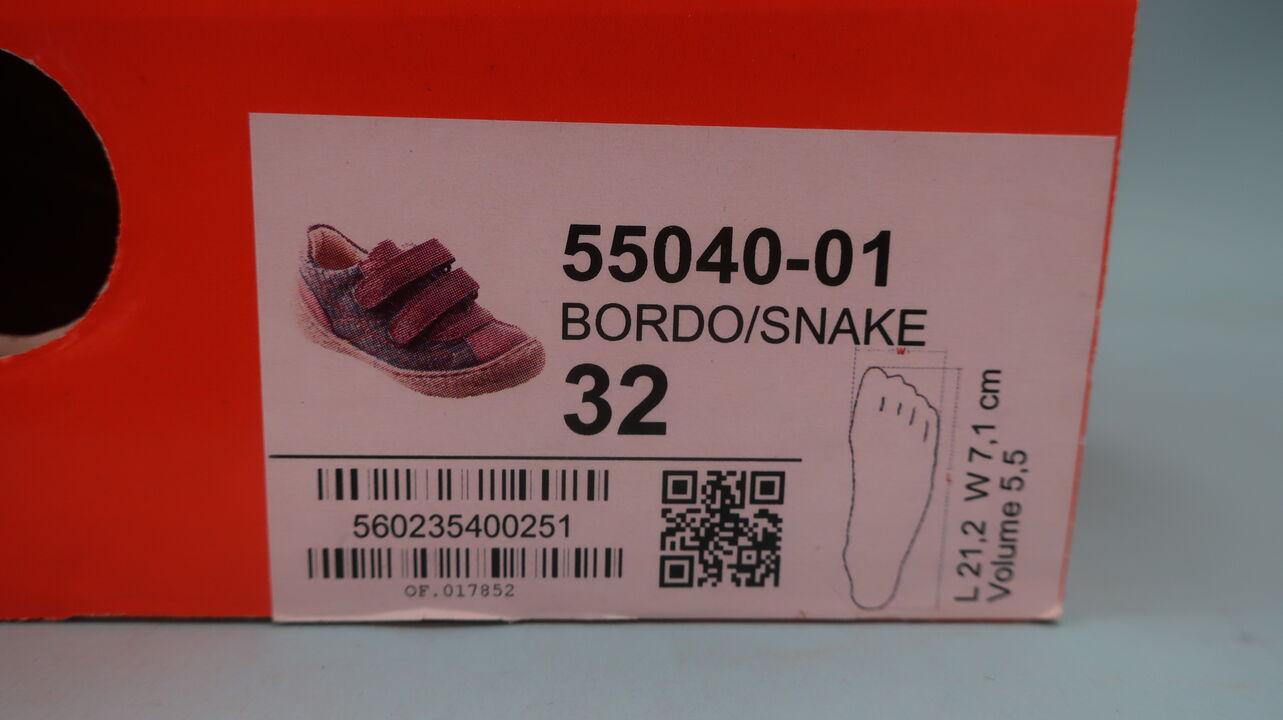 55040-01
BORDO/SNAKE
32
W
560235400251
OF.017852
L 21,2 W 7,1 cm
Volume 5,5